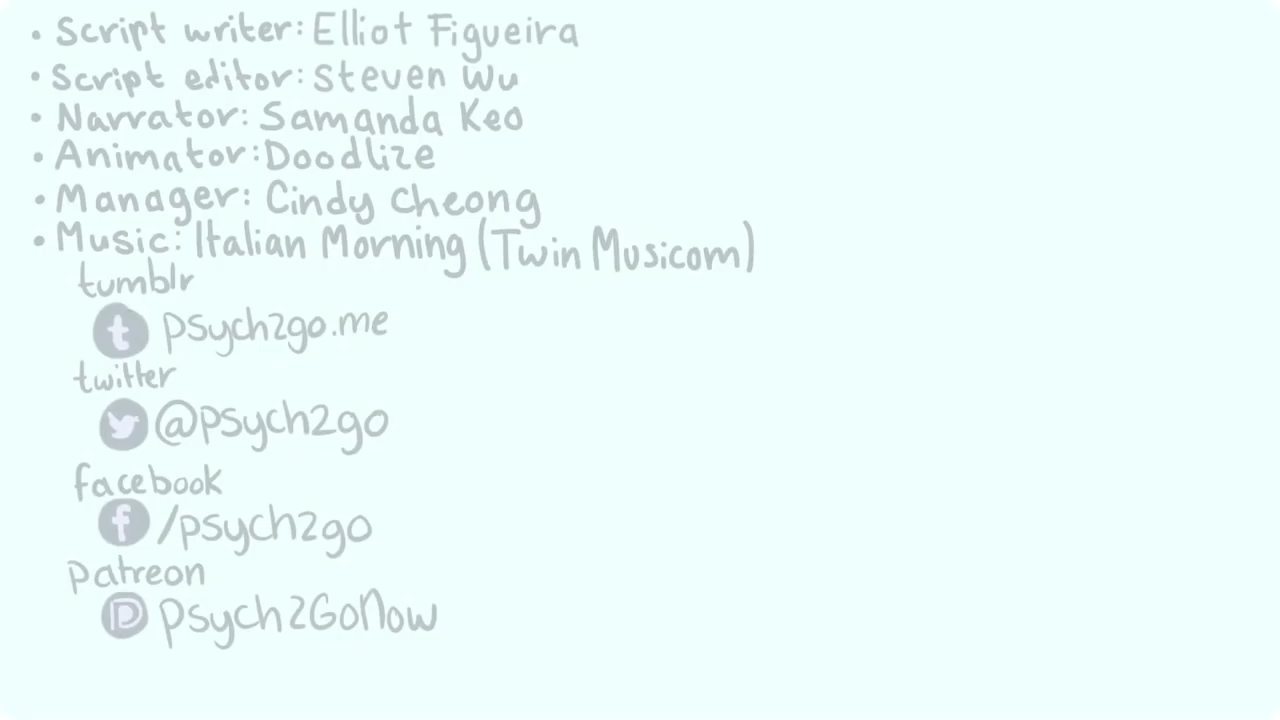 • Script writer: Elliot Figueira
• Script editor: Steven Wu
• Narrator: Samanda Keo
• Animator: Doodlize
• Manager: Cindy Cheong
• Music: Italian Morning (Twin Musicom)
tumblr
t psych2go.me
twitter
@psych2go
facebook
f /psych2go
patreon
P psych2GoNow